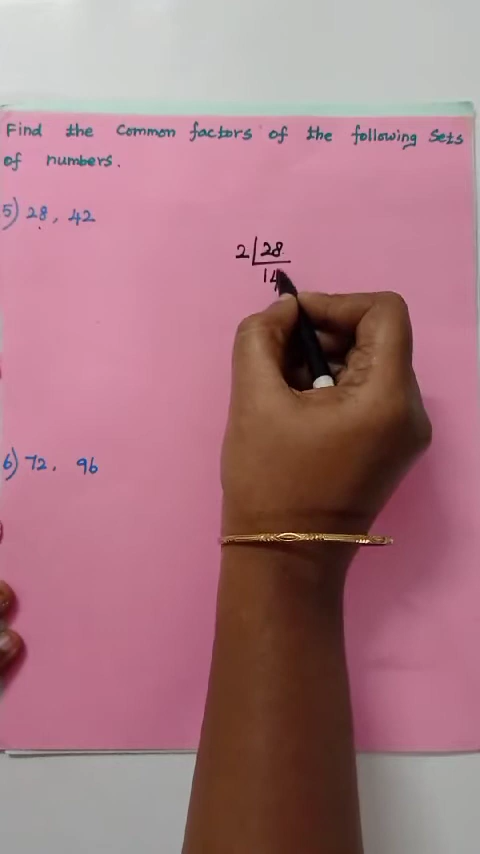 Find the Common factors of the following Sets
of numbers.
5) 28, 42
2 28
14
6) 72, 96